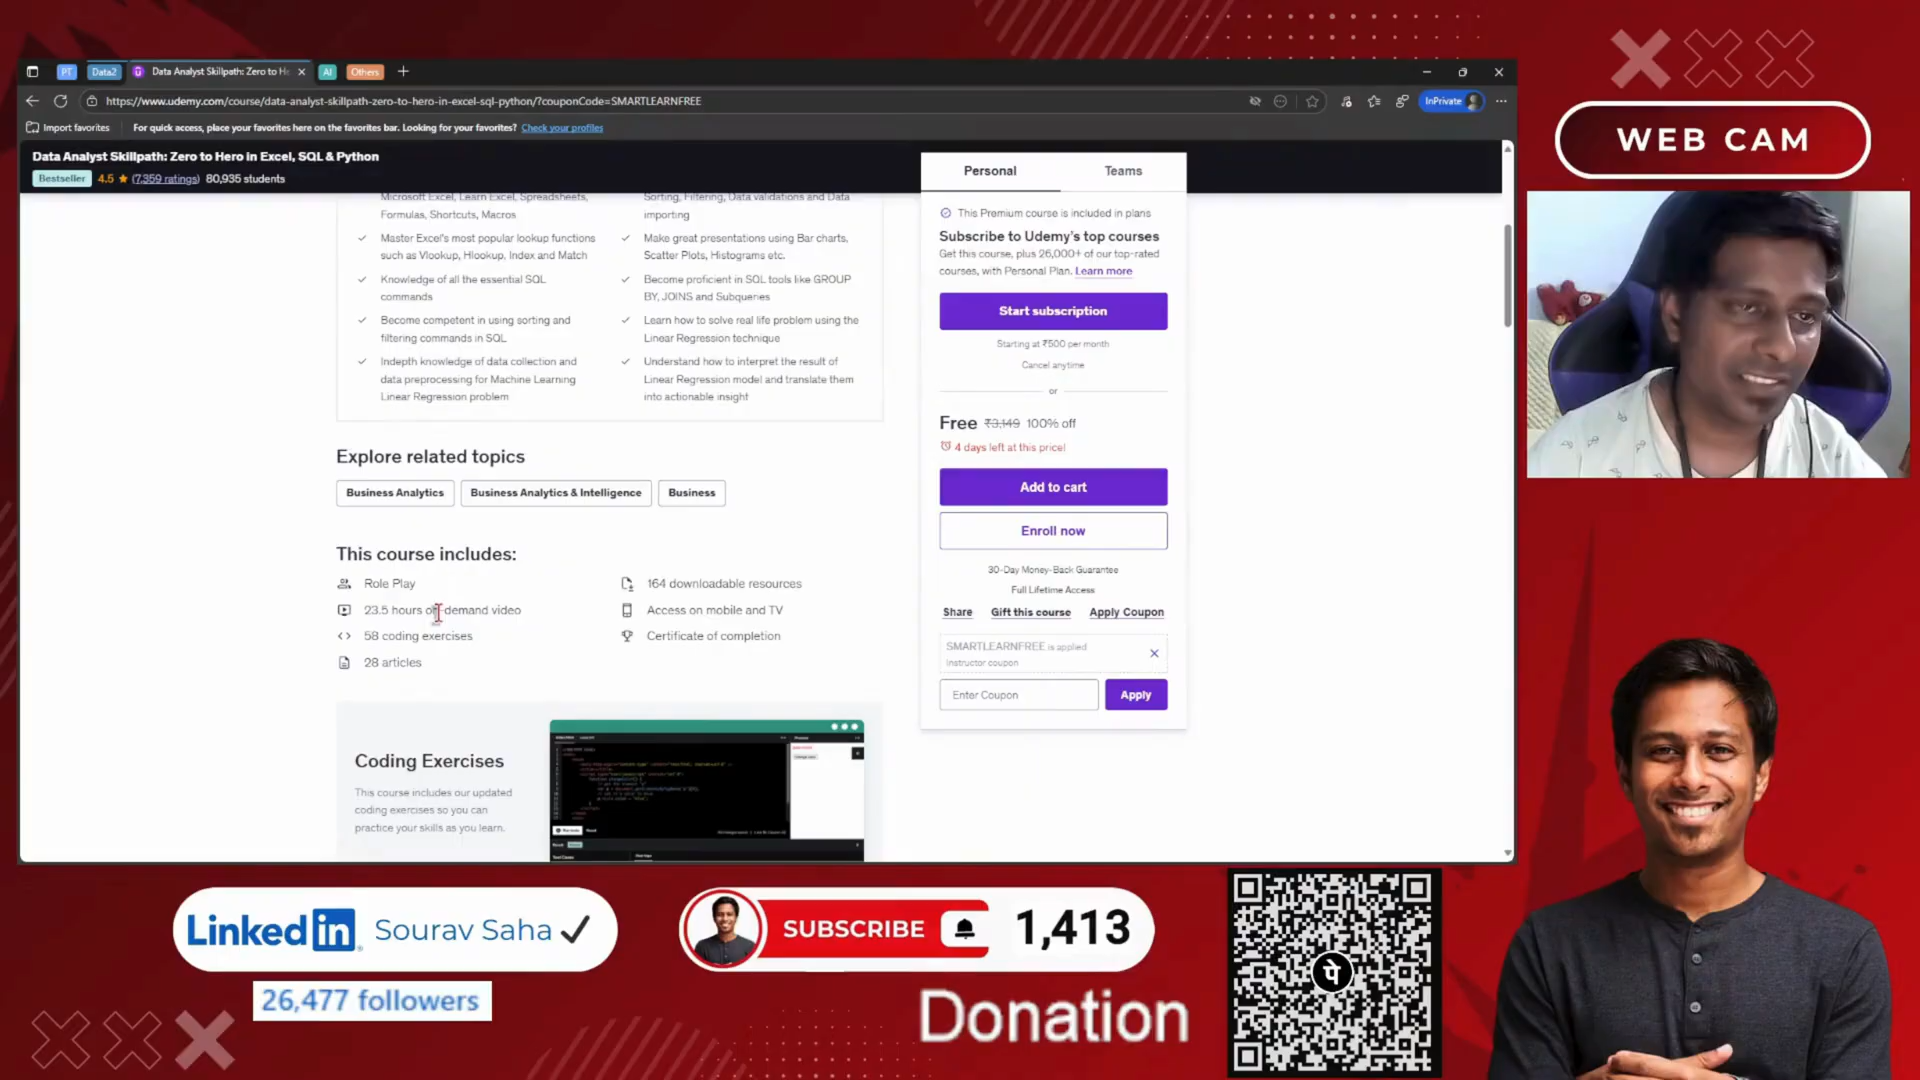 PT
Data2
Data Analyst Skillpath: Zero to He
AI
Others
https://www.udemy.com/course/data-analyst-skillpath-zero-to-hero-in-excel-sql-python/?couponCode=SMARTLEARNFREE
InPrivate
Import favorites
For quick access, place your favorites here on the favorites bar. Looking for your favorites? Check your profiles
Data Analyst Skillpath: Zero to Hero in Excel, SQL & Python
Bestseller 4.5 ★ (7,359 ratings) 80,935 students
Microsoft Excel, Learn Excel, Spreadsheets,
Formulas, Shortcuts, Macros
Sorting, Filtering, Data validations and Data
importing
Master Excel's most popular lookup functions
such as Vlookup, Hlookup, Index and Match
Make great presentations using Bar charts,
Scatter Plots, Histograms etc.
Knowledge of all the essential SQL
commands
Become proficient in SQL tools like GROUP
BY, JOINS and Subqueries
Become competent in using sorting and
filtering commands in SQL
Learn how to solve real life problem using the
Linear Regression technique
Indepth knowledge of data collection and
data preprocessing for Machine Learning
Linear Regression problem
Understand how to interpret the result of
Linear Regression model and translate them
into actionable insight
Explore related topics
Business Analytics
Business Analytics & Intelligence
Business
This course includes:
Role Play
23.5 hours on-demand video
58 coding exercises
28 articles
164 downloadable resources
Access on mobile and TV
Certificate of completion
Coding Exercises
This course includes our updated
coding exercises so you can
practice your skills as you learn.
Personal
Teams
This Premium course is included in plans
Subscribe to Udemy's top courses
Get this course, plus 26,000+ of our top-rated
courses, with Personal Plan. Learn more
Start subscription
Starting at ₹500 per month
Cancel anytime
or
Free ₹3,149 100% off
4 days left at this price!
Add to cart
Enroll now
30-Day Money-Back Guarantee
Full Lifetime Access
Share
Gift this course
Apply Coupon
SMARTLEARNFREE is applied
Instructor coupon
Enter Coupon
Apply
WEB CAM
Linked in
Sourav Saha
26,477 followers
SUBSCRIBE
1,413
Donation
पे